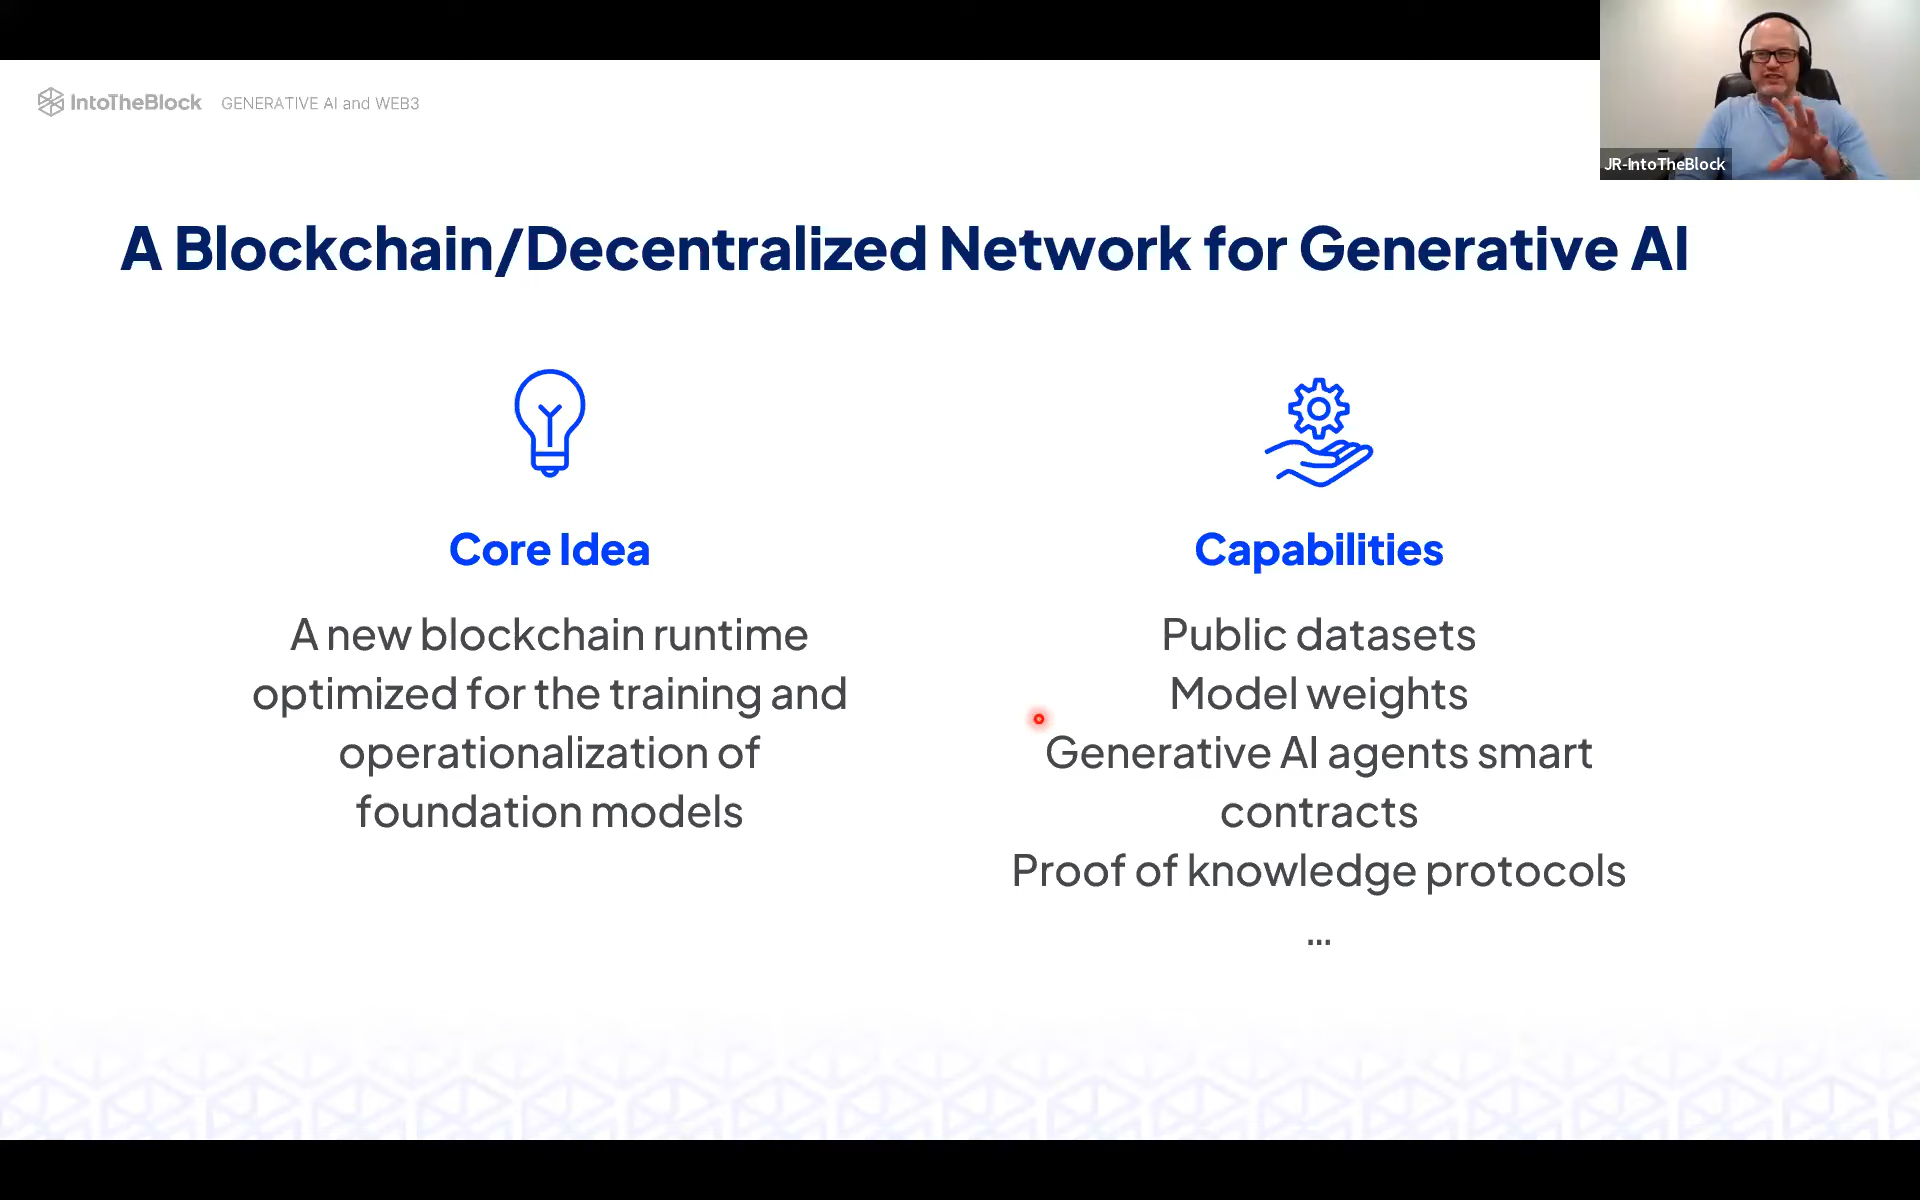 IntoTheBlock GENERATIVE AI and WEB3
JR-IntoTheBlock
A Blockchain/Decentralized Network for Generative AI
Core Idea
A new blockchain runtime
optimized for the training and
operationalization of
foundation models
Capabilities
Public datasets
Model weights
Generative AI agents smart
contracts
Proof of knowledge protocols
...